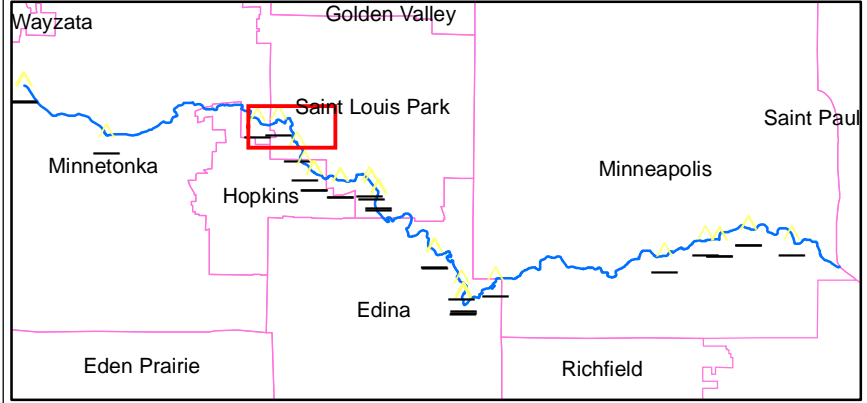 Golden Valley
Wayzata
Saint Louis Park
Saint Paul
Minnetonka
Minneapolis
Hopkins
Edina
Eden Prairie
Richfield